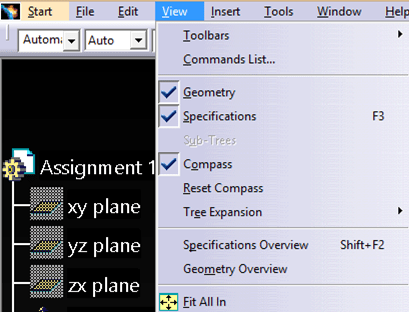 Start File Edit View Insert Tools Window Help
Auto
Toolbars
Commands List...
Geometry
Specifications F3
Sub-Trees
Compass
Reset Compass
Tree Expansion
Specifications Overview Shift+F2
Geometry Overview
Fit All In
Assignment 1
xy plane
yz plane
zx plane